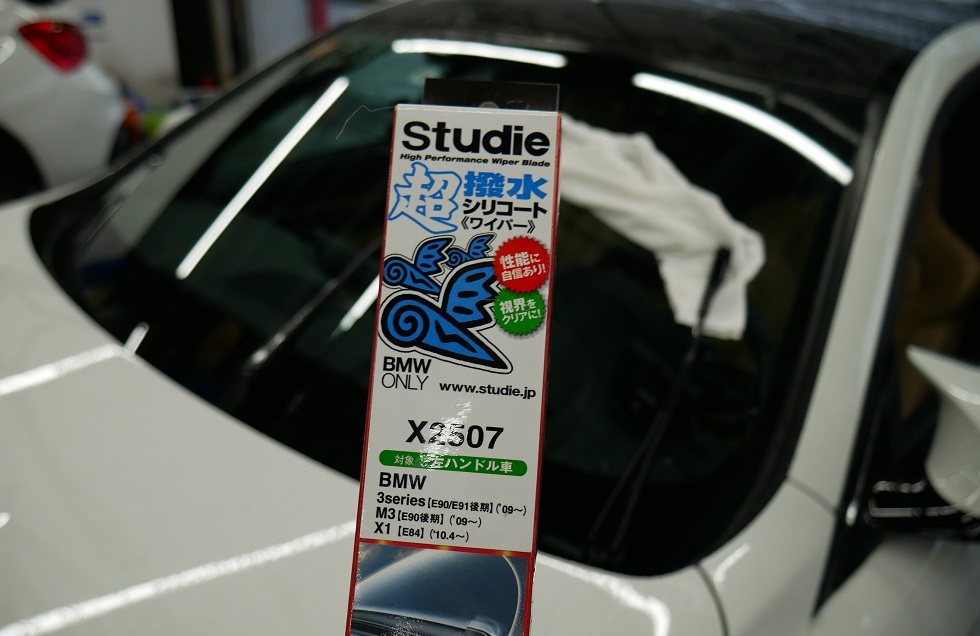 Studie
High Performance Wiper Blade
超撥水
シリコート
《ワイパー》
性能に
自信あり!
視界を
クリアに!
BMW
ONLY
www.studie.jp
X2507
対象 左ハンドル車
BMW
3series【E90/E91後期】('09〜)
M3【E90後期】('09〜)
X1【E84】('10.4〜)